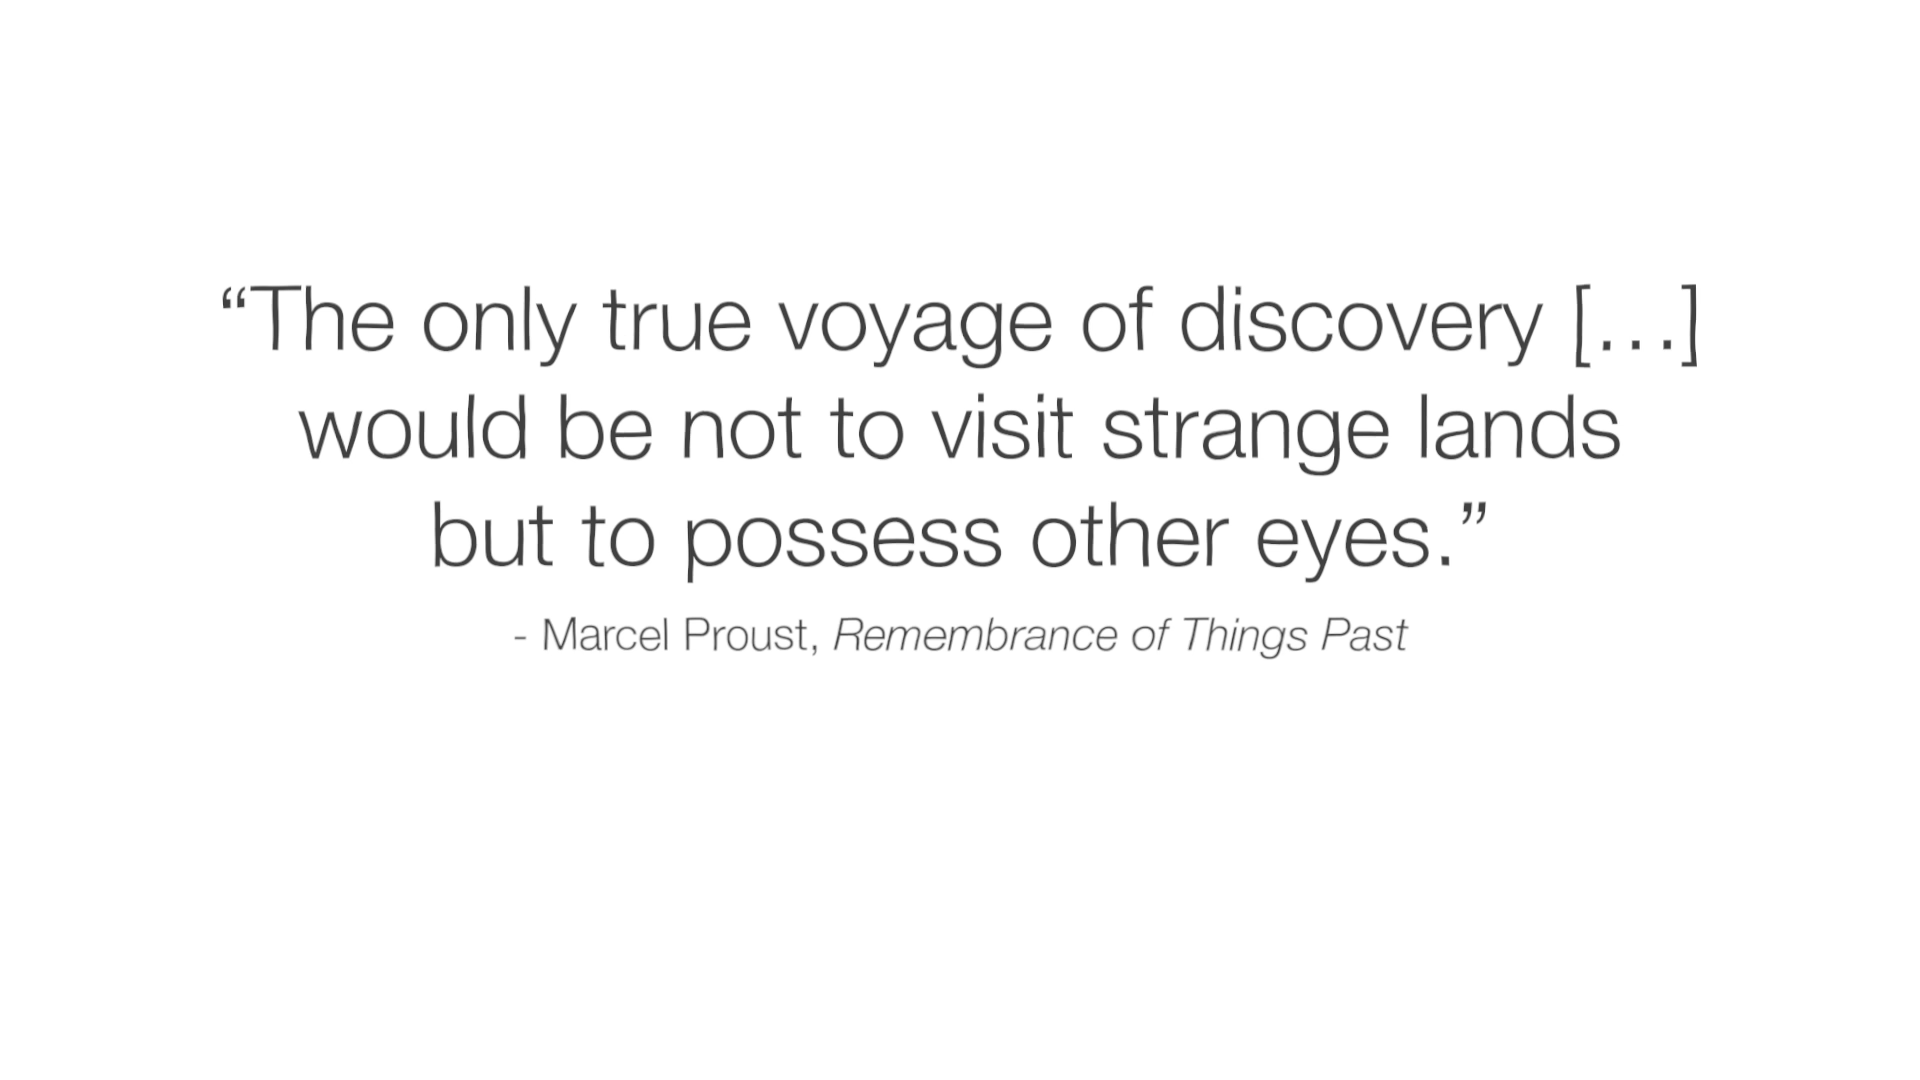 “The only true voyage of discovery […]
would be not to visit strange lands
but to possess other eyes.”
- Marcel Proust, Remembrance of Things Past